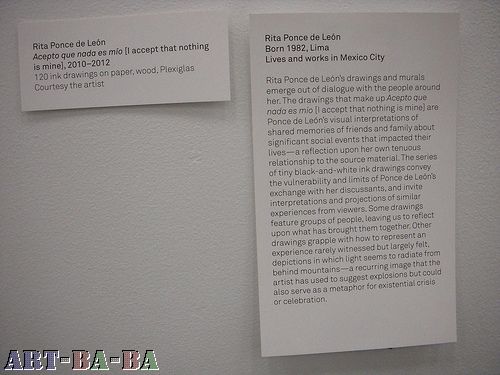 Rita Ponce de León
Acepto que nada es mío [I accept that nothing
is mine], 2010–2012
120 ink drawings on paper, wood, Plexiglas
Courtesy the artist
Rita Ponce de León
Born 1982, Lima
Lives and works in Mexico City
Rita Ponce de León's drawings and murals
emerge out of dialogue with the people around
her. The drawings that make up Acepto que
nada es mío [I accept that nothing is mine] are
Ponce de León's visual interpretations of
shared memories of friends and family about
significant social events that impacted their
lives—a reflection upon her own tenuous
relationship to the source material. The series
of tiny black-and-white ink drawings convey
the vulnerability and limits of Ponce de León's
exchange with her discussants, and invite
interpretations and projections of similar
experiences from viewers. Some drawings
feature groups of people, leaving us to reflect
upon what has brought them together. Other
drawings grapple with how to represent an
experience rarely witnessed but largely felt,
depictions in which light seems to radiate from
behind mountains—a recurring image that the
artist has used to suggest explosions but could
also serve as a metaphor for existential crisis
or celebration.
ART-BA-BA